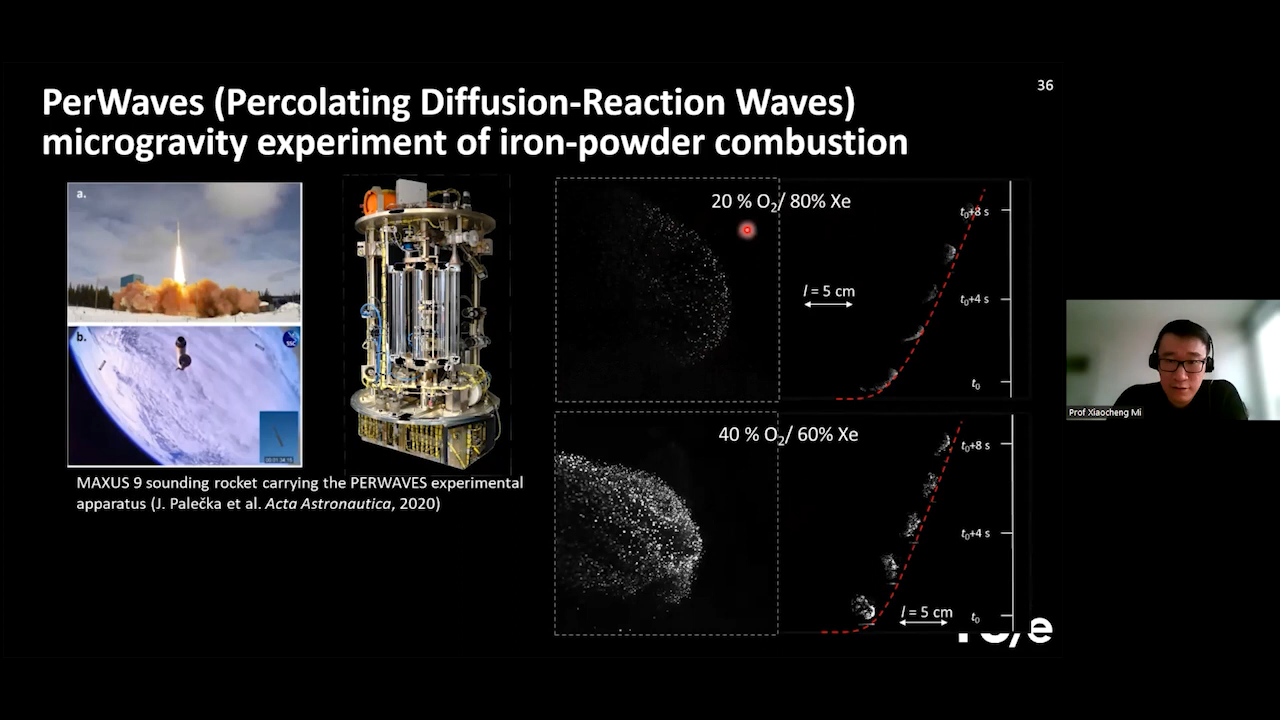 36
PerWaves (Percolating Diffusion-Reaction Waves)
microgravity experiment of iron-powder combustion
a.
b.
SSC
MAXUS 9 sounding rocket carrying the PERWAVES experimental
apparatus (J. Palečka et al. Acta Astronautica, 2020)
20 % O₂/ 80% Xe
l = 5 cm
t₀+8 s
t₀+4 s
t₀
40 % O₂/ 60% Xe
t₀+8 s
t₀+4 s
l = 5 cm
t₀
Prof Xiaocheng Mi